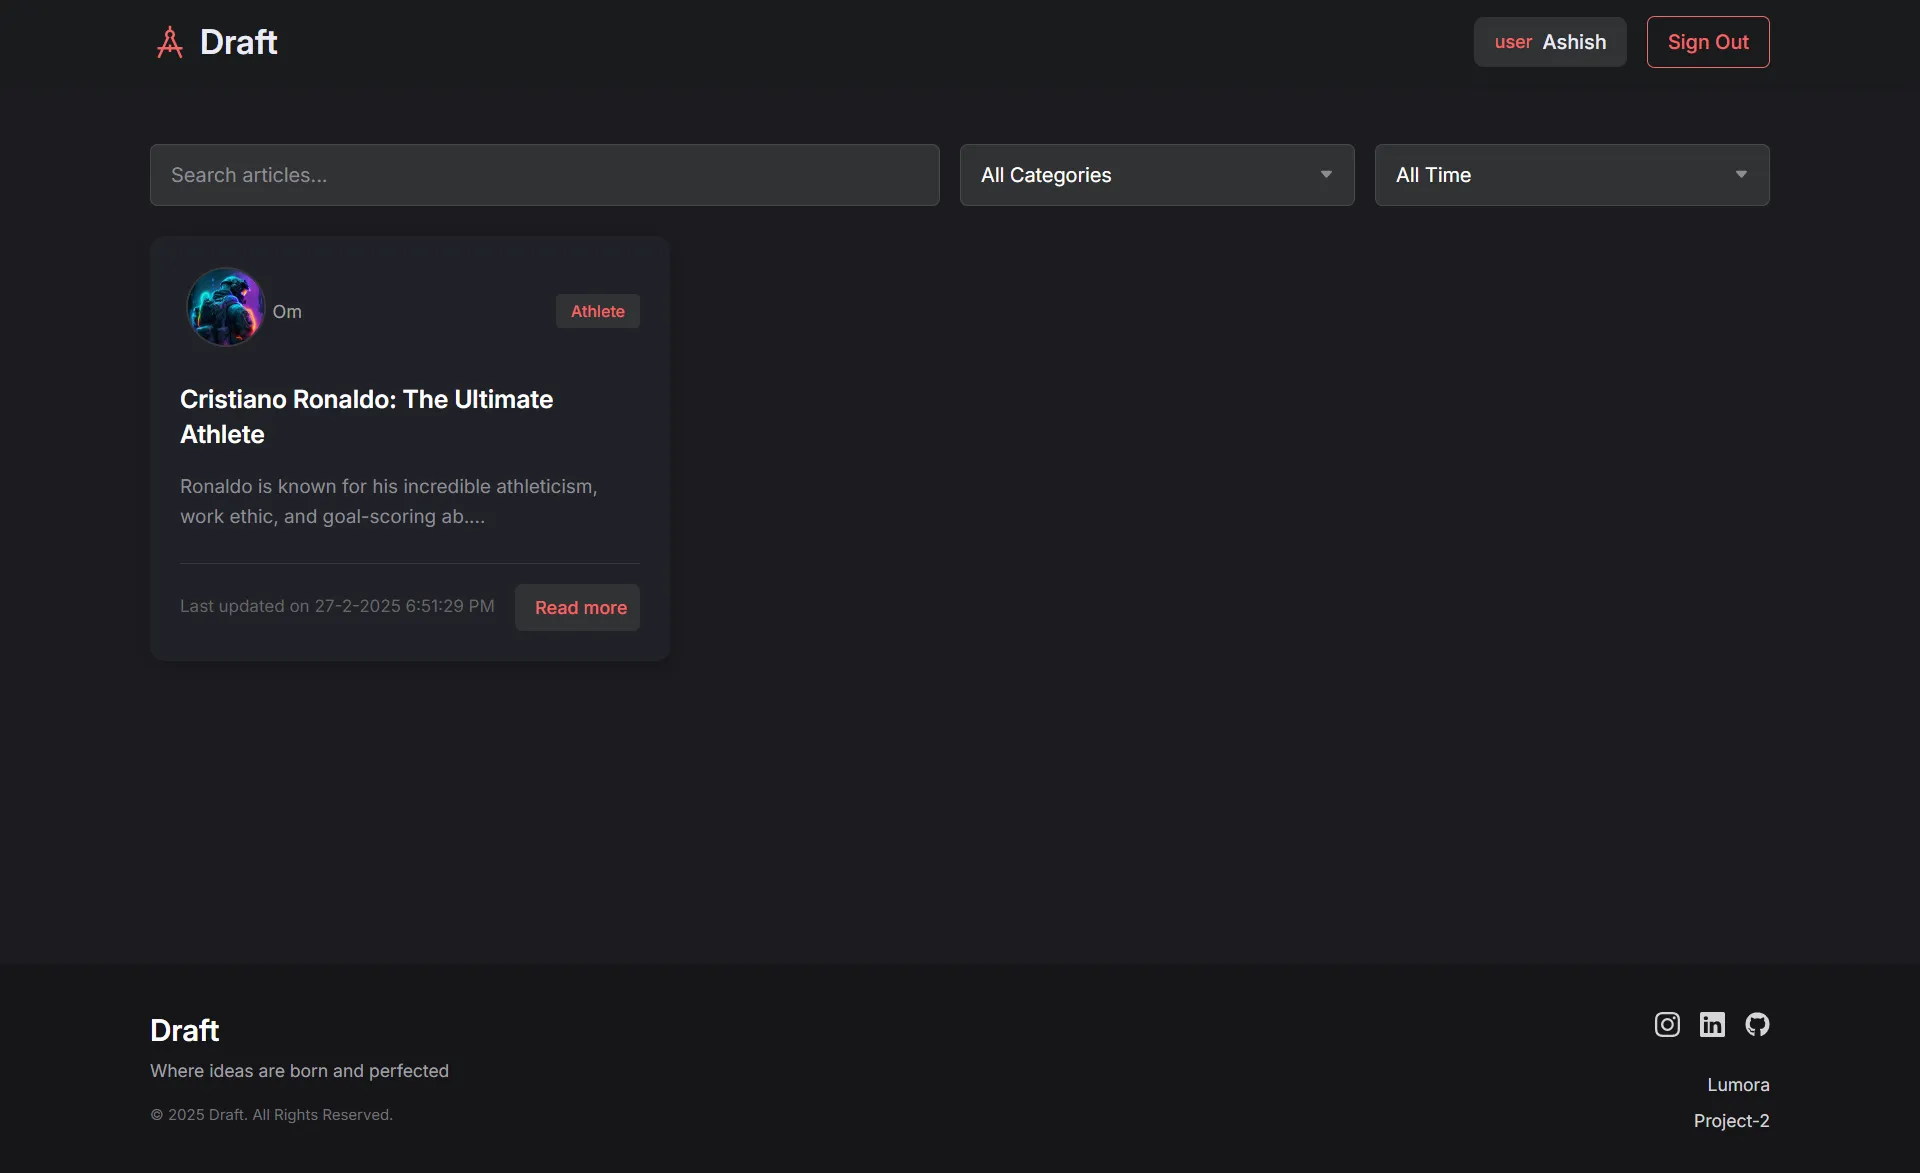 Draft
user Ashish
Sign Out
Search articles...
All Categories
All Time
Om
Athlete
Cristiano Ronaldo: The Ultimate
Athlete
Ronaldo is known for his incredible athleticism,
work ethic, and goal-scoring ab....
Last updated on 27-2-2025 6:51:29 PM
Read more
Draft
Where ideas are born and perfected
© 2025 Draft. All Rights Reserved.
Lumora
Project-2